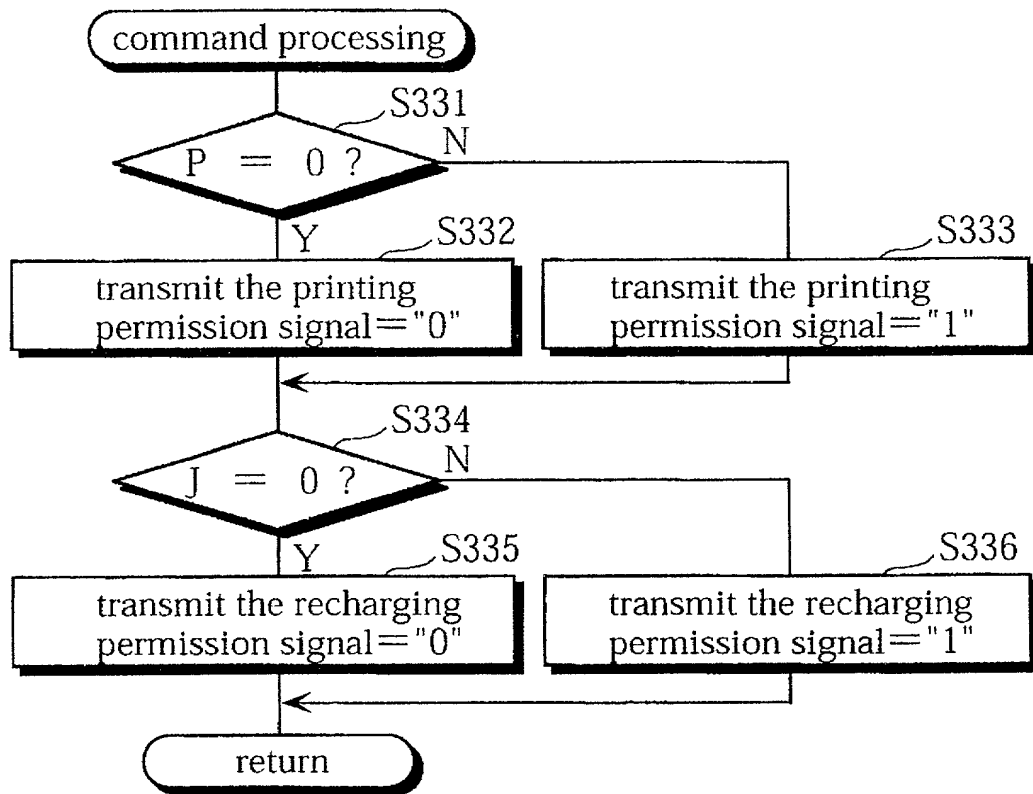 command processing
S331
P = 0 ?
N
Y
S332
transmit the printing
permission signal="0"
S333
transmit the printing
permission signal="1"
S334
J = 0 ?
N
Y
S335
transmit the recharging
permission signal="0"
S336
transmit the recharging
permission signal="1"
return